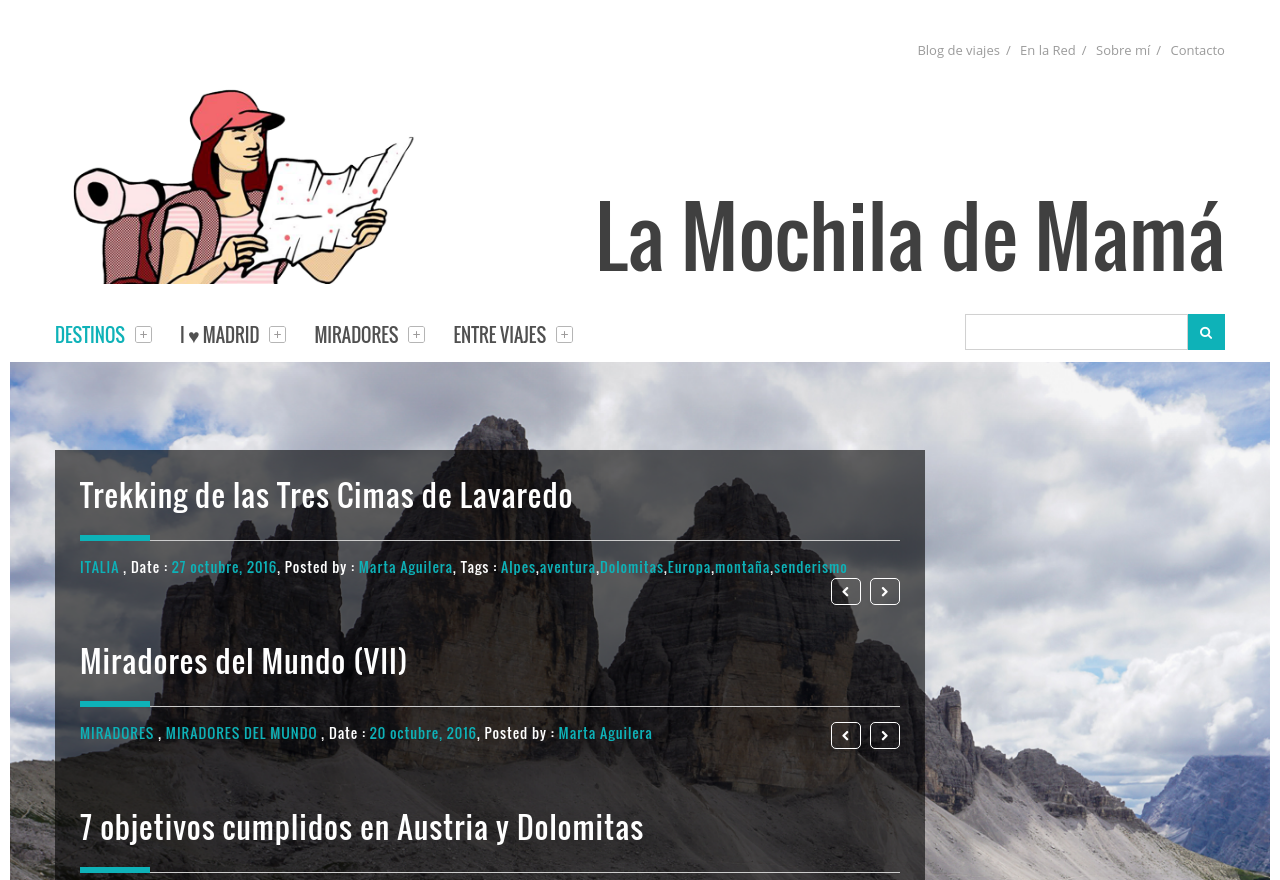 Blog de viajes / En la Red / Sobre mí / Contacto
La Mochila de Mamá
DESTINOS + I ♥ MADRID + MIRADORES + ENTRE VIAJES +
Trekking de las Tres Cimas de Lavaredo
ITALIA , Date : 27 octubre, 2016, Posted by : Marta Aguilera, Tags : Alpes,aventura,Dolomitas,Europa,montaña,senderismo
Miradores del Mundo (VII)
MIRADORES , MIRADORES DEL MUNDO , Date : 20 octubre, 2016, Posted by : Marta Aguilera
7 objetivos cumplidos en Austria y Dolomitas